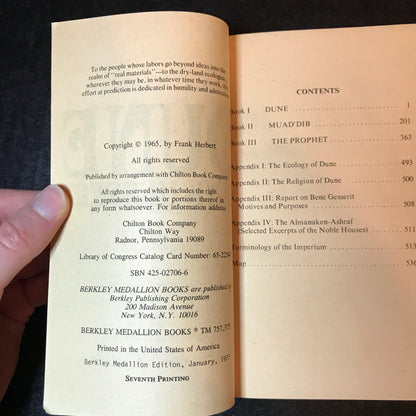 To the people whose labors go beyond ideas into the
realm of "real materials"—to the dry-land ecologists,
wherever they may be, in whatever time they work, this
effort at prediction is dedicated in humility and admiration.
Copyright © 1965, by Frank Herbert
All rights reserved
Published by arrangement with Chilton Book Company
All rights reserved which includes the right
to reproduce this book or portions thereof in
any form whatsoever. For information address
Chilton Book Company
Chilton Way
Radnor, Pennsylvania 19089
Library of Congress Catalog Card Number: 65-22547
SBN 425-02706-6
BERKLEY MEDALLION BOOKS are published by
Berkley Publishing Corporation
200 Madison Avenue
New York, N. Y. 10016
BERKLEY MEDALLION BOOKS ® TM 757,375
Printed in the United States of America
Berkley Medallion Edition, January, 1977
SEVENTH PRINTING
CONTENTS
Book I DUNE 1
Book II MUAD'DIB 201
Book III THE PROPHET 363
Appendix I: The Ecology of Dune 493
Appendix II: The Religion of Dune 500
Appendix III: Report on Bene Gesserit
Motives and Purposes 508
Appendix IV: The Almanaken-Ashraf
(Selected Excerpts of the Noble Houses) 511
Terminology of the Imperium 513
Map 536